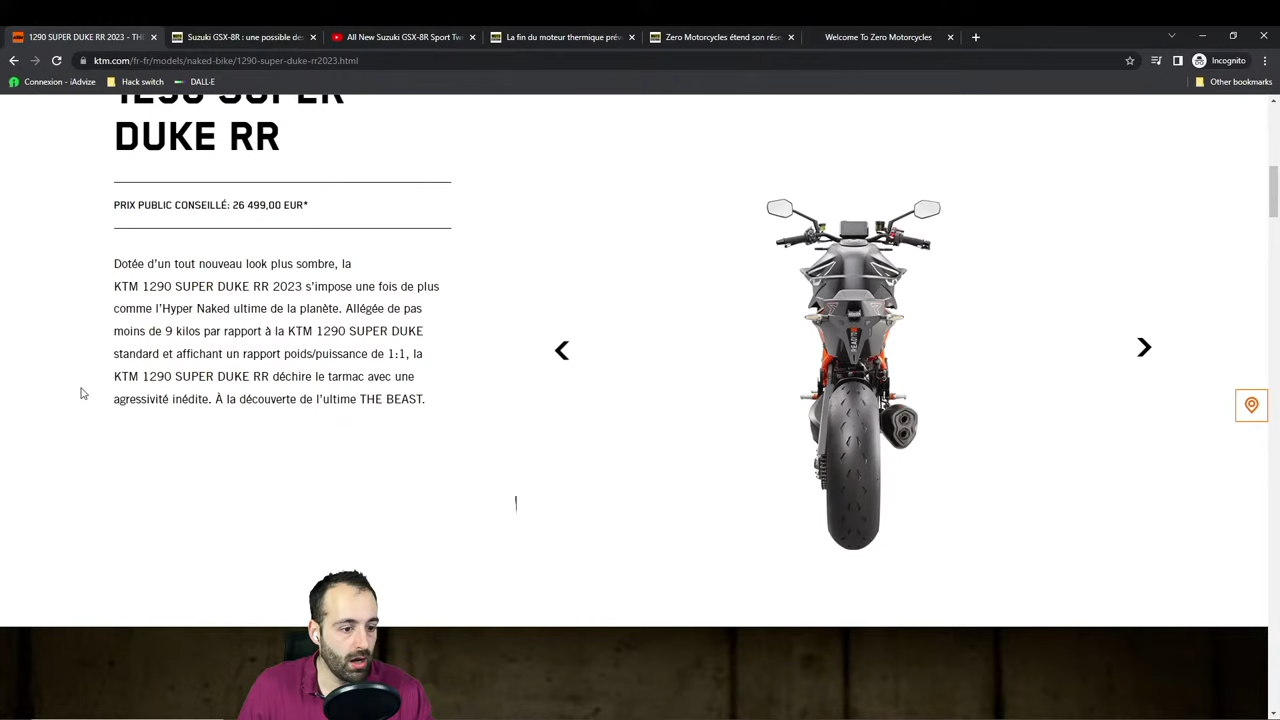 1290 SUPER DUKE RR 2023 - THE
Suzuki GSX-8R : une possible des
All New Suzuki GSX-8R Sport Twi
La fin du moteur thermique prév
Zero Motorcycles étend son rése
Welcome To Zero Motorcycles
ktm.com/fr-fr/models/naked-bike/1290-super-duke-rr2023.html
Incognito
Connexion - iAdvize
Hack switch
DALL-E
Other bookmarks
1290 SUPER
DUKE RR
PRIX PUBLIC CONSEILLÉ: 26 499,00 EUR*
Dotée d'un tout nouveau look plus sombre, la
KTM 1290 SUPER DUKE RR 2023 s'impose une fois de plus
comme l'Hyper Naked ultime de la planète. Allégée de pas
moins de 9 kilos par rapport à la KTM 1290 SUPER DUKE
standard et affichant un rapport poids/puissance de 1:1, la
KTM 1290 SUPER DUKE RR déchire le tarmac avec une
agressivité inédite. À la découverte de l'ultime THE BEAST.